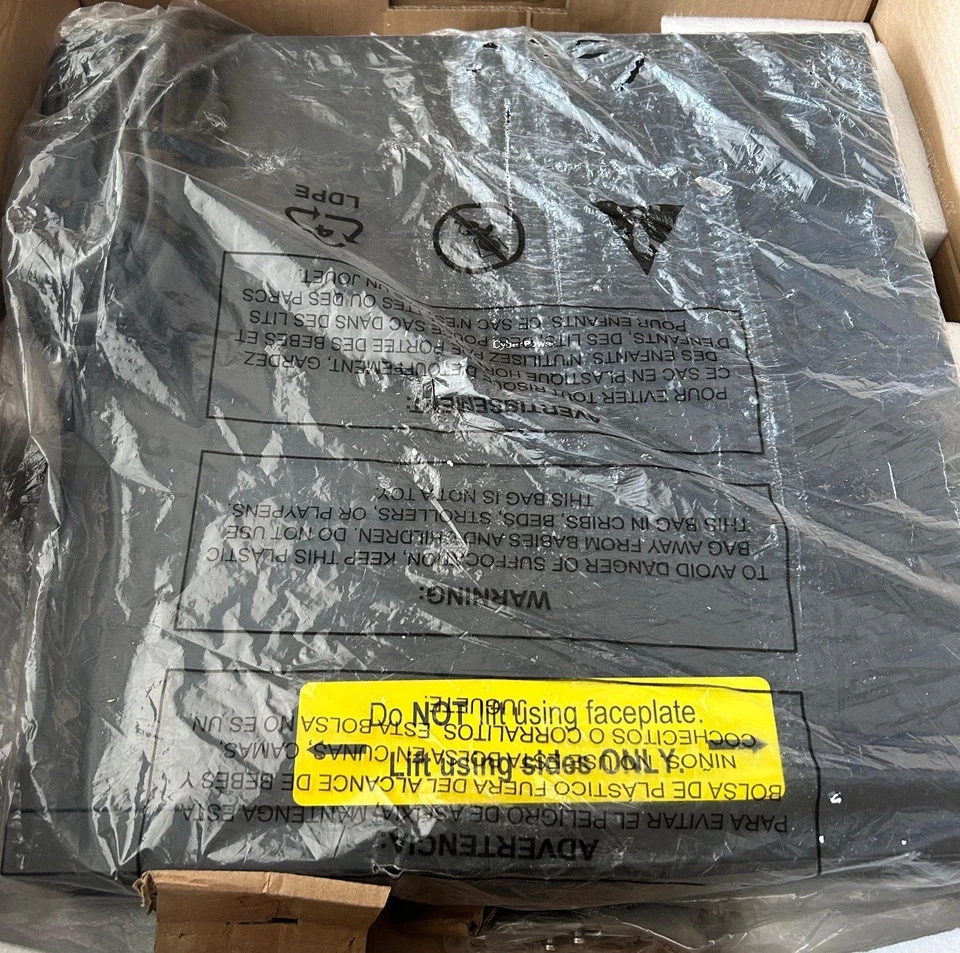 Do NOT lift using faceplate.
Lift using sides ONLY.
CyberPower
ADVERTENCIA:
PARA EVITAR EL PELIGRO DE ASFIXIA, MANTENGA ESTA
BOLSA DE PLASTICO FUERA DEL ALCANCE DE BEBES Y
NIÑOS. NO USE ESTA BOLSA EN CUNAS, CAMAS,
COCHECITOS O CORRALITOS. ESTA BOLSA NO ES UN
JUGUETE.
WARNING:
TO AVOID DANGER OF SUFFOCATION, KEEP THIS PLASTIC
BAG AWAY FROM BABIES AND CHILDREN. DO NOT USE
THIS BAG IN CRIBS, BEDS, STROLLERS, OR PLAYPENS.
THIS BAG IS NOT A TOY.
AVERTISSEMENT:
POUR EVITER TOUT RISQUE D'ETOUFFEMENT, GARDEZ
CE SAC EN PLASTIQUE HORS DE PORTEE DES BEBES ET
DES ENFANTS. N'UTILISEZ PAS CE SAC DANS DES LITS
D'ENFANTS, DES LITS, DES OU DES PARCS
POUR ENFANTS. CE SAC N'EST PAS UN JOUET.
4
LDPE